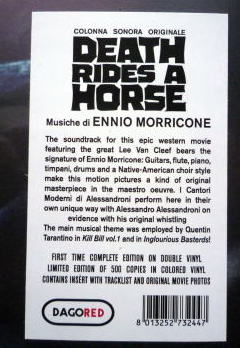 COLONNA SONORA ORIGINALE
DEATH
RIDES A
HORSE
Musiche di ENNIO MORRICONE
The soundtrack for this epic western movie
featuring the great Lee Van Cleef bears the
signature of Ennio Morricone: Guitars, flute, piano,
timpani, drums and a Native-American choir style
make this motion pictures a kind of original
masterpiece in the maestro oeuvre. I Cantori
Moderni di Alessandroni perform here in their
own unique way with Alessandro Alessandroni on
evidence with his original whistling
The main musical theme was employed by Quentin
Tarantino in Kill Bill vol.1 and in Inglourious Basterds!
FIRST TIME COMPLETE EDITION ON DOUBLE VINYL
LIMITED EDITION OF 500 COPIES IN COLORED VINYL
CONTAINS INSERT WITH TRACKLIST AND ORIGINAL MOVIE PHOTOS
DAGORED
8 013252 732447